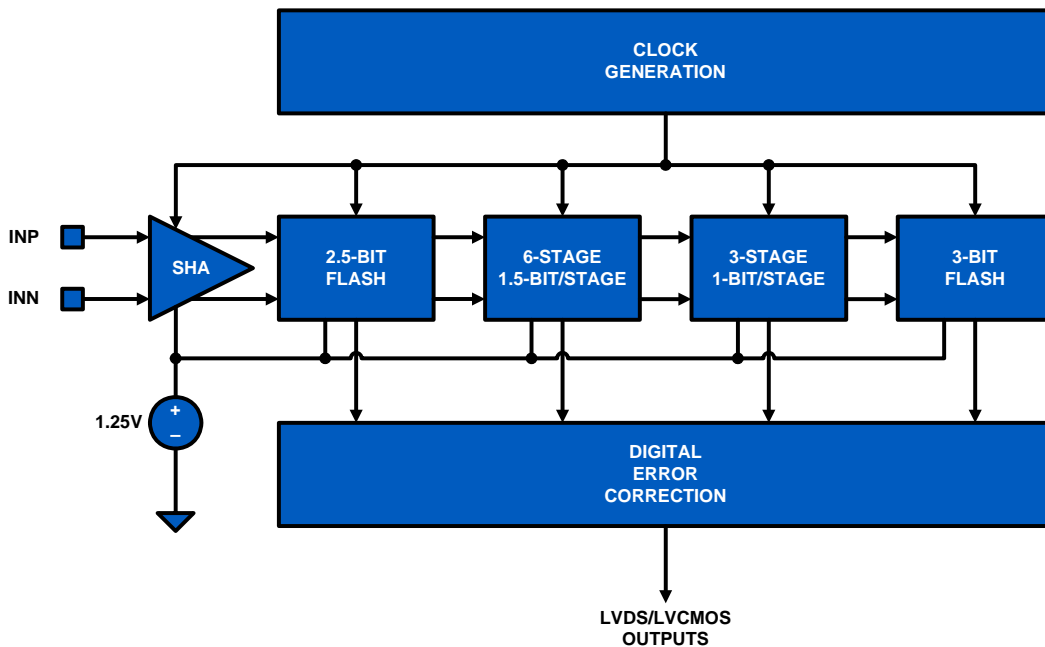 CLOCK
GENERATION
INP
INN
SHA
2.5-BIT
FLASH
6-STAGE
1.5-BIT/STAGE
3-STAGE
1-BIT/STAGE
3-BIT
FLASH
1.25V
+
–
DIGITAL
ERROR
CORRECTION
LVDS/LVCMOS
OUTPUTS